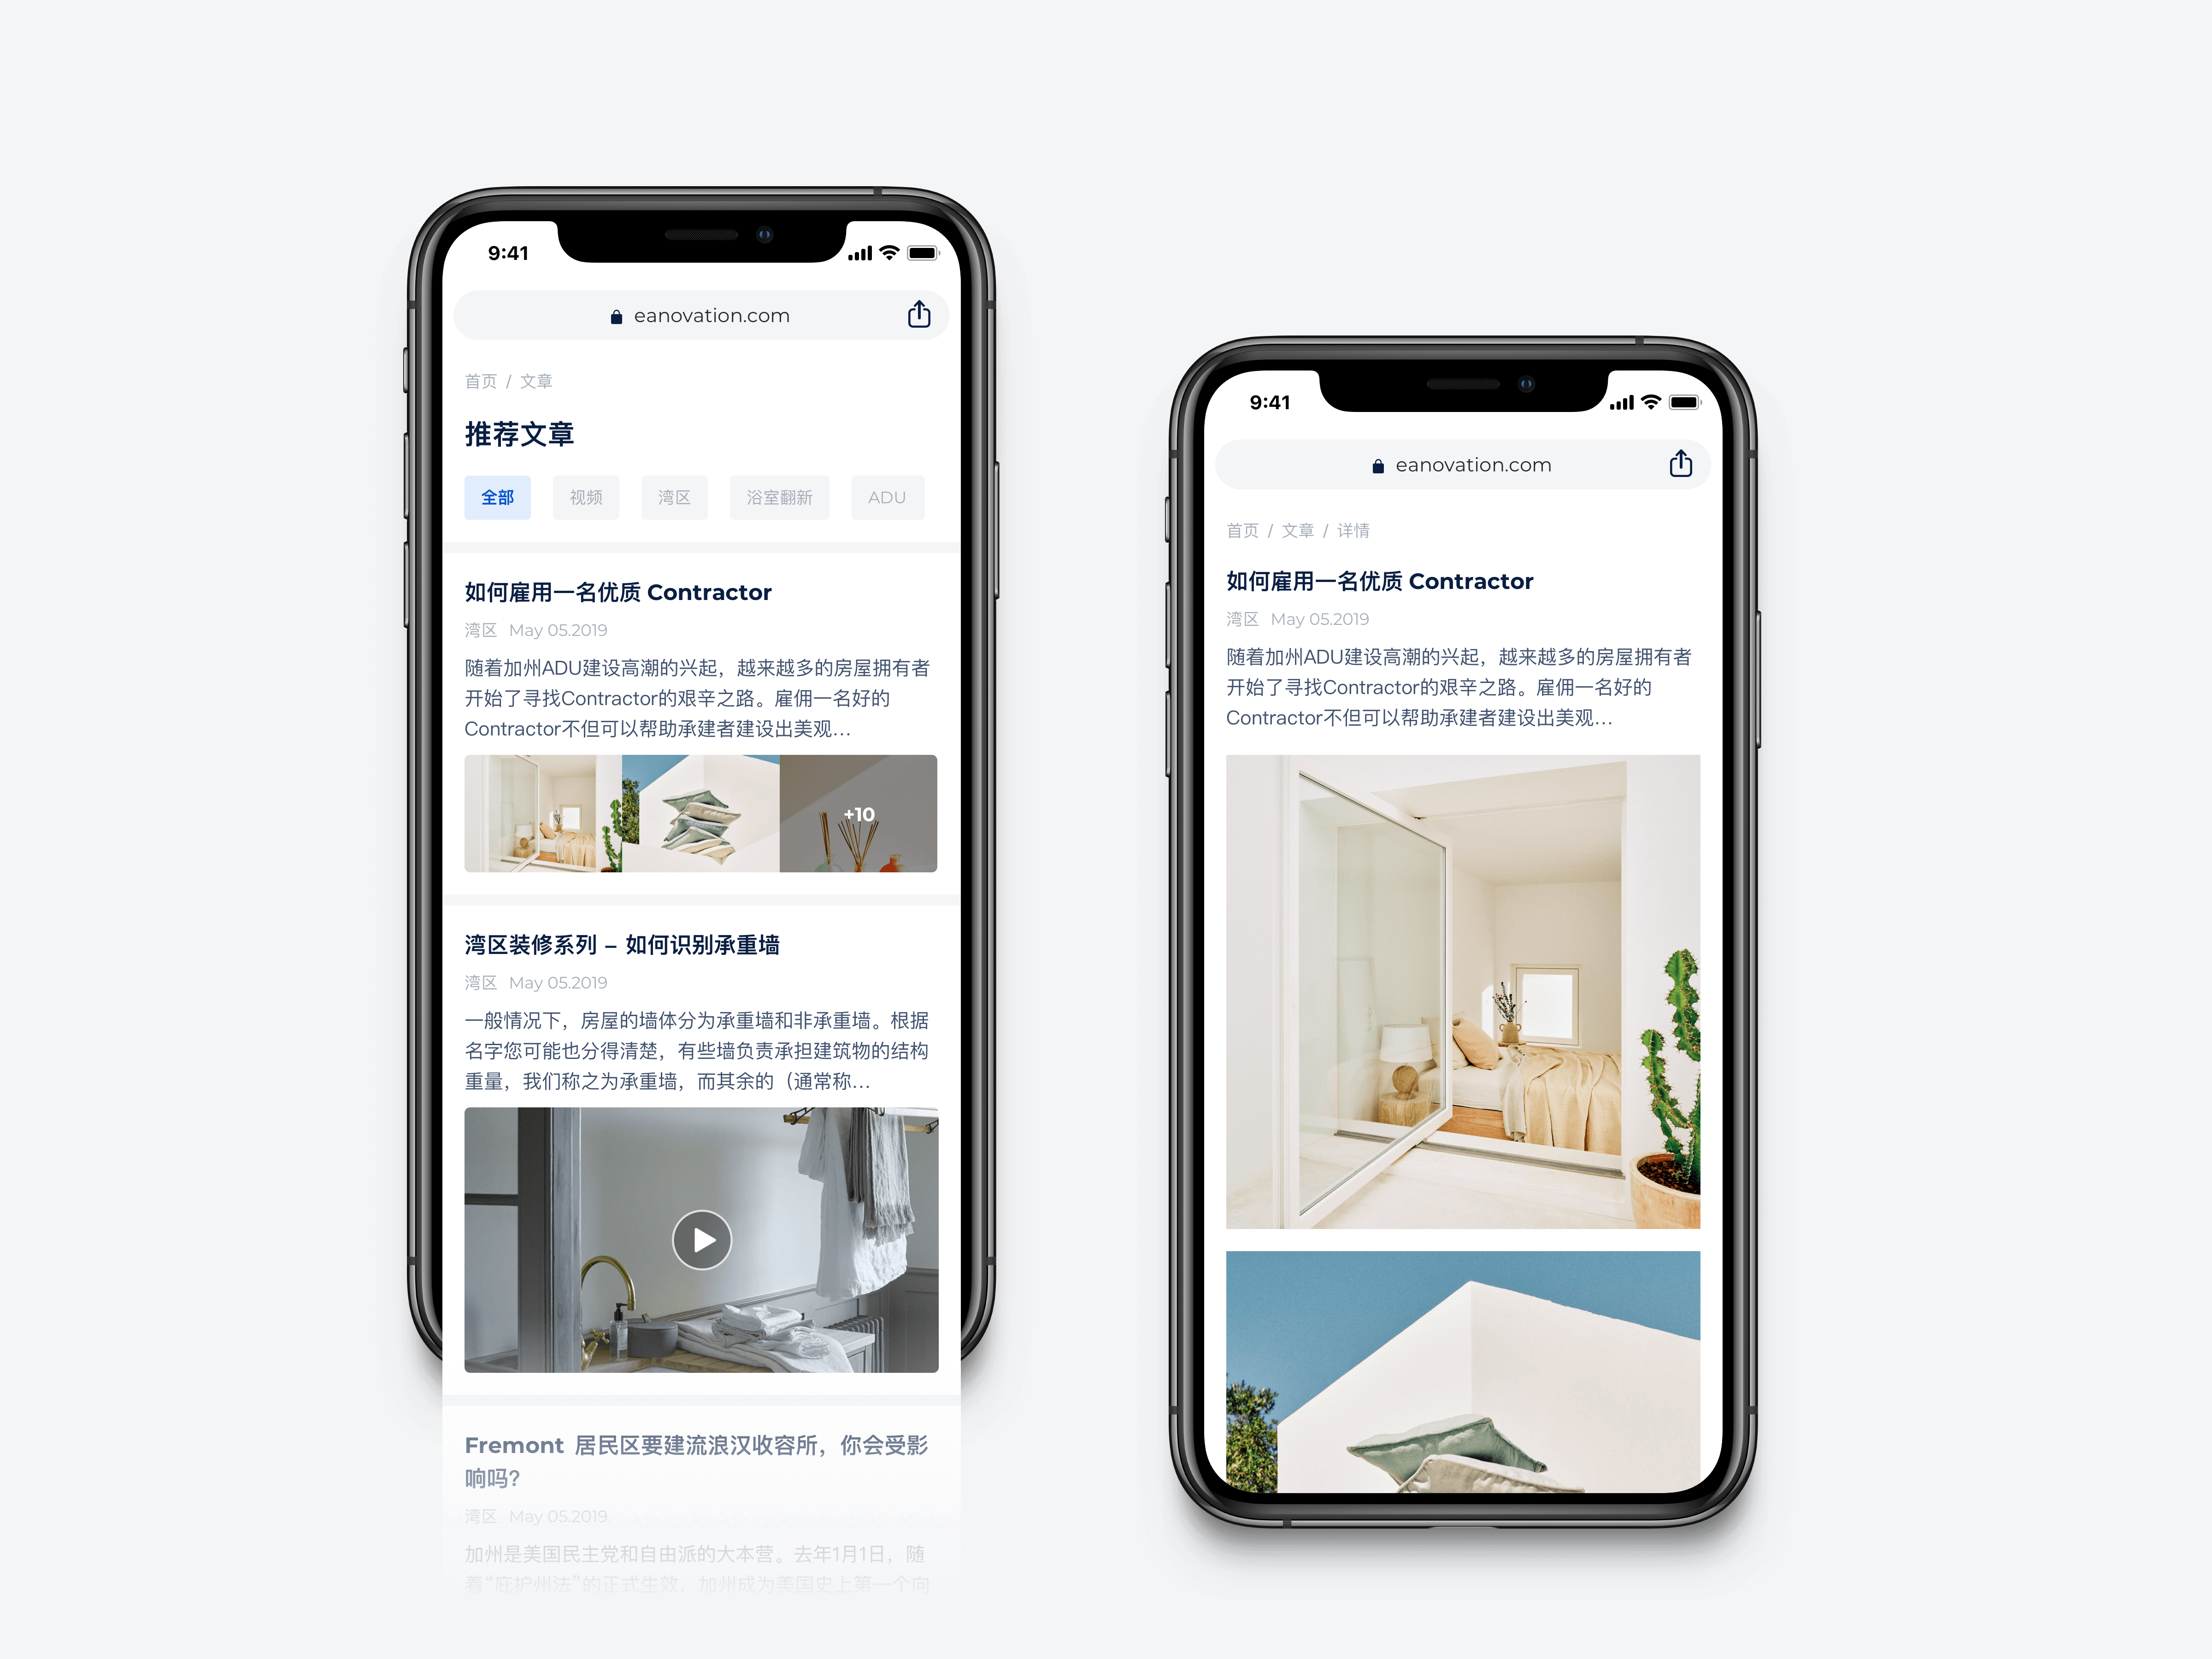 9:41
eanovation.com
首页 / 文章
推荐文章
全部 视频 湾区 浴室翻新 ADU
如何雇用一名优质 Contractor
湾区 May 05.2019
随着加州ADU建设高潮的兴起，越来越多的房屋拥有者
开始了寻找Contractor的艰辛之路。雇佣一名好的
Contractor不但可以帮助承建者建设出美观...
+10
湾区装修系列 – 如何识别承重墙
湾区 May 05.2019
一般情况下，房屋的墙体分为承重墙和非承重墙。根据
名字您可能也分得清楚，有些墙负责承担建筑物的结构
重量，我们称之为承重墙，而其余的（通常称...
Fremont 居民区要建流浪汉收容所，你会受影
响吗？
湾区 May 05.2019
加州是美国民主党和自由派的大本营。去年1月1日，随
着“庇护州法”的正式生效，加州成为美国史上第一个向
9:41
eanovation.com
首页 / 文章 / 详情
如何雇用一名优质 Contractor
湾区 May 05.2019
随着加州ADU建设高潮的兴起，越来越多的房屋拥有者
开始了寻找Contractor的艰辛之路。雇佣一名好的
Contractor不但可以帮助承建者建设出美观...